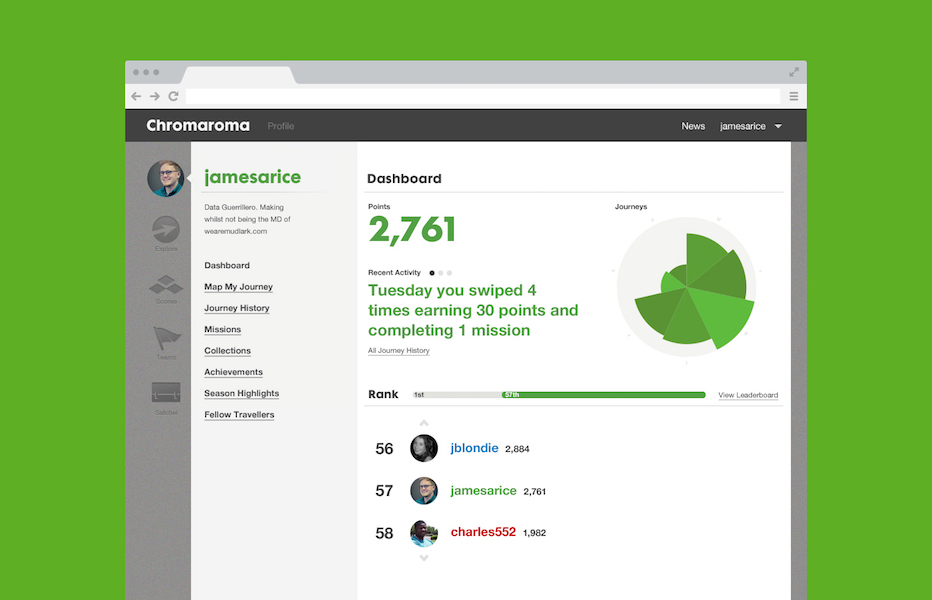 Chromaroma
Profile
News
jamesarice
jamesarice
Data Guerrillero. Making
whilst not being the MD of
wearemudlark.com
Explore
Scores
Teams
Dashboard
Map My Journey
Journey History
Missions
Collections
Achievements
Season Highlights
Fellow Travellers
Dashboard
Points
2,761
Recent Activity
Tuesday you swiped 4
times earning 30 points and
completing 1 mission
All Journey History
Journeys
Rank
1st
57th
View Leaderboard
56
jblondie 2,884
57
jamesarice 2,761
58
charles552 1,982